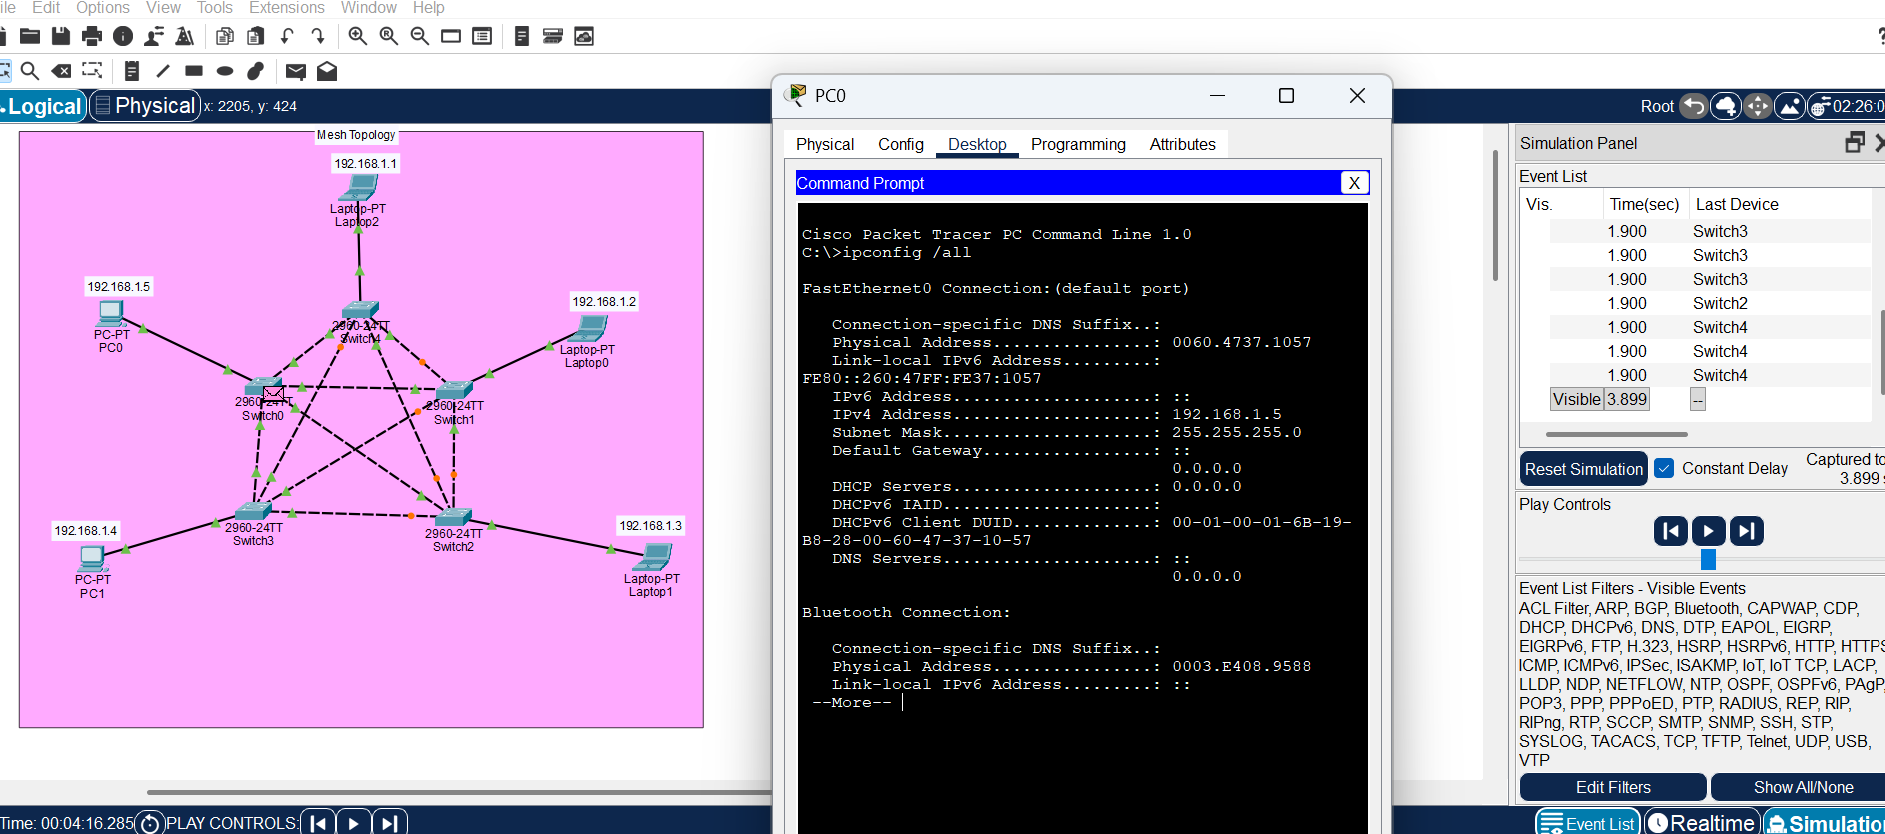 ile Edit Options View Tools Extensions Window Help
Logical Physical x: 2205, y: 424
Root 02:26:0
Mesh Topology
192.168.1.1
Laptop-PT
Laptop2
192.168.1.5
PC-PT
PC0
192.168.1.2
Laptop-PT
Laptop0
2960-24TT
Switch4
2960-24TT
Switch0
2960-24TT
Switch1
2960-24TT
Switch3
2960-24TT
Switch2
192.168.1.4
PC-PT
PC1
192.168.1.3
Laptop-PT
Laptop1
Time: 00:04:16.285 PLAY CONTROLS:
PC0
Physical Config Desktop Programming Attributes
Command Prompt X
Cisco Packet Tracer PC Command Line 1.0
C:\>ipconfig /all
FastEthernet0 Connection:(default port)
Connection-specific DNS Suffix..:
Physical Address................: 0060.4737.1057
Link-local IPv6 Address.........:
FE80::260:47FF:FE37:1057
IPv6 Address....................: ::
IPv4 Address....................: 192.168.1.5
Subnet Mask.....................: 255.255.255.0
Default Gateway.................: ::
0.0.0.0
DHCP Servers....................: 0.0.0.0
DHCPv6 IAID.....................:
DHCPv6 Client DUID..............: 00-01-00-01-6B-19-
B8-28-00-60-47-37-10-57
DNS Servers.....................: ::
0.0.0.0
Bluetooth Connection:
Connection-specific DNS Suffix..:
Physical Address................: 0003.E408.9588
Link-local IPv6 Address.........: ::
--More--
Simulation Panel
Event List
Vis. Time(sec) Last Device
1.900 Switch3
1.900 Switch3
1.900 Switch3
1.900 Switch2
1.900 Switch4
1.900 Switch4
1.900 Switch4
Visible 3.899 --
Reset Simulation Constant Delay Captured to
3.899 s
Play Controls
Event List Filters - Visible Events
ACL Filter, ARP, BGP, Bluetooth, CAPWAP, CDP,
DHCP, DHCPv6, DNS, DTP, EAPOL, EIGRP,
EIGRPv6, FTP, H.323, HSRP, HSRPv6, HTTP, HTTPS
ICMP, ICMPv6, IPSec, ISAKMP, IoT, IoT TCP, LACP,
LLDP, NDP, NETFLOW, NTP, OSPF, OSPFv6, PAgP,
POP3, PPP, PPPoED, PTP, RADIUS, REP, RIP,
RIPng, RTP, SCCP, SMTP, SNMP, SSH, STP,
SYSLOG, TACACS, TCP, TFTP, Telnet, UDP, USB,
VTP
Edit Filters Show All/None
Event List Realtime Simulation